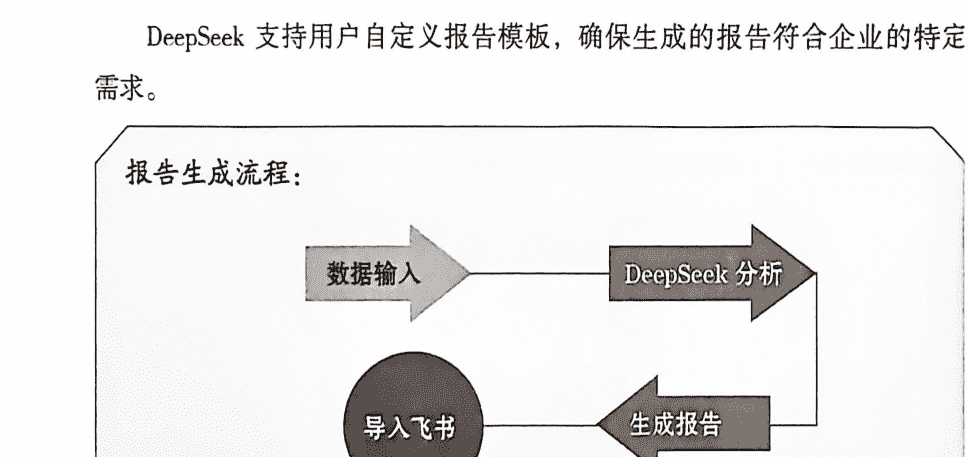 DeepSeek 支持用户自定义报告模板，确保生成的报告符合企业的特定
需求。
报告生成流程：
数据输入
DeepSeek 分析
生成报告
导入飞书